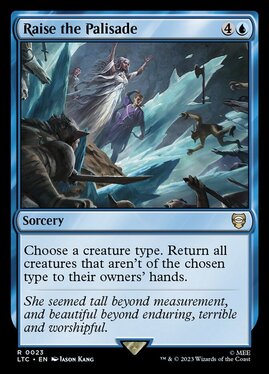 Raise the Palisade 4
Sorcery
Choose a creature type. Return all
creatures that aren't of the chosen
type to their owners' hands.
She seemed tall beyond measurement,
and beautiful beyond enduring, terrible
and worshipful.
R 0023
LTC • EN Jason Kang
© MEE
™ & © 2023 Wizards of the Coast